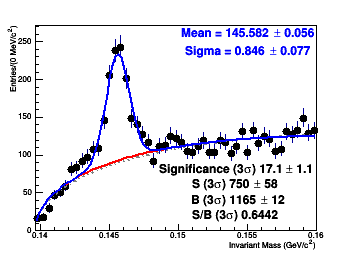 Entries/(0 MeV/c²)
250
200
150
100
50
0
Mean = 145.582 ± 0.056
Sigma = 0.846 ± 0.077
Significance (3σ) 17.1 ± 1.1
S (3σ) 750 ± 58
B (3σ) 1165 ± 12
S/B (3σ) 0.6442
0.14 0.145 0.15 0.155 0.16
Invariant Mass (GeV/c²)